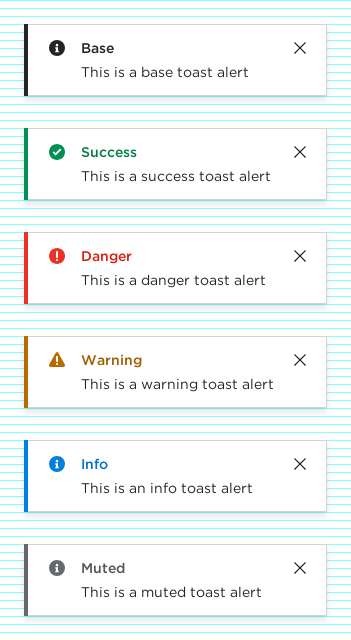 Base
This is a base toast alert
Success
This is a success toast alert
Danger
This is a danger toast alert
Warning
This is a warning toast alert
Info
This is an info toast alert
Muted
This is a muted toast alert